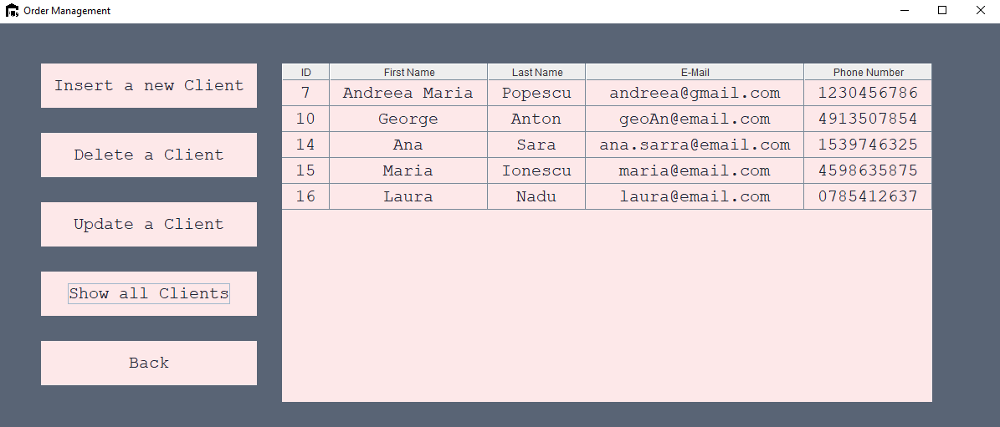 Order Management
Insert a new Client
Delete a Client
Update a Client
Show all Clients
Back
ID First Name Last Name E-Mail Phone Number
7 Andreea Maria Popescu andreea@gmail.com 1230456786
10 George Anton geoAn@email.com 4913507854
14 Ana Sara ana.sarra@email.com 1539746325
15 Maria Ionescu maria@email.com 4598635875
16 Laura Nadu laura@email.com 0785412637